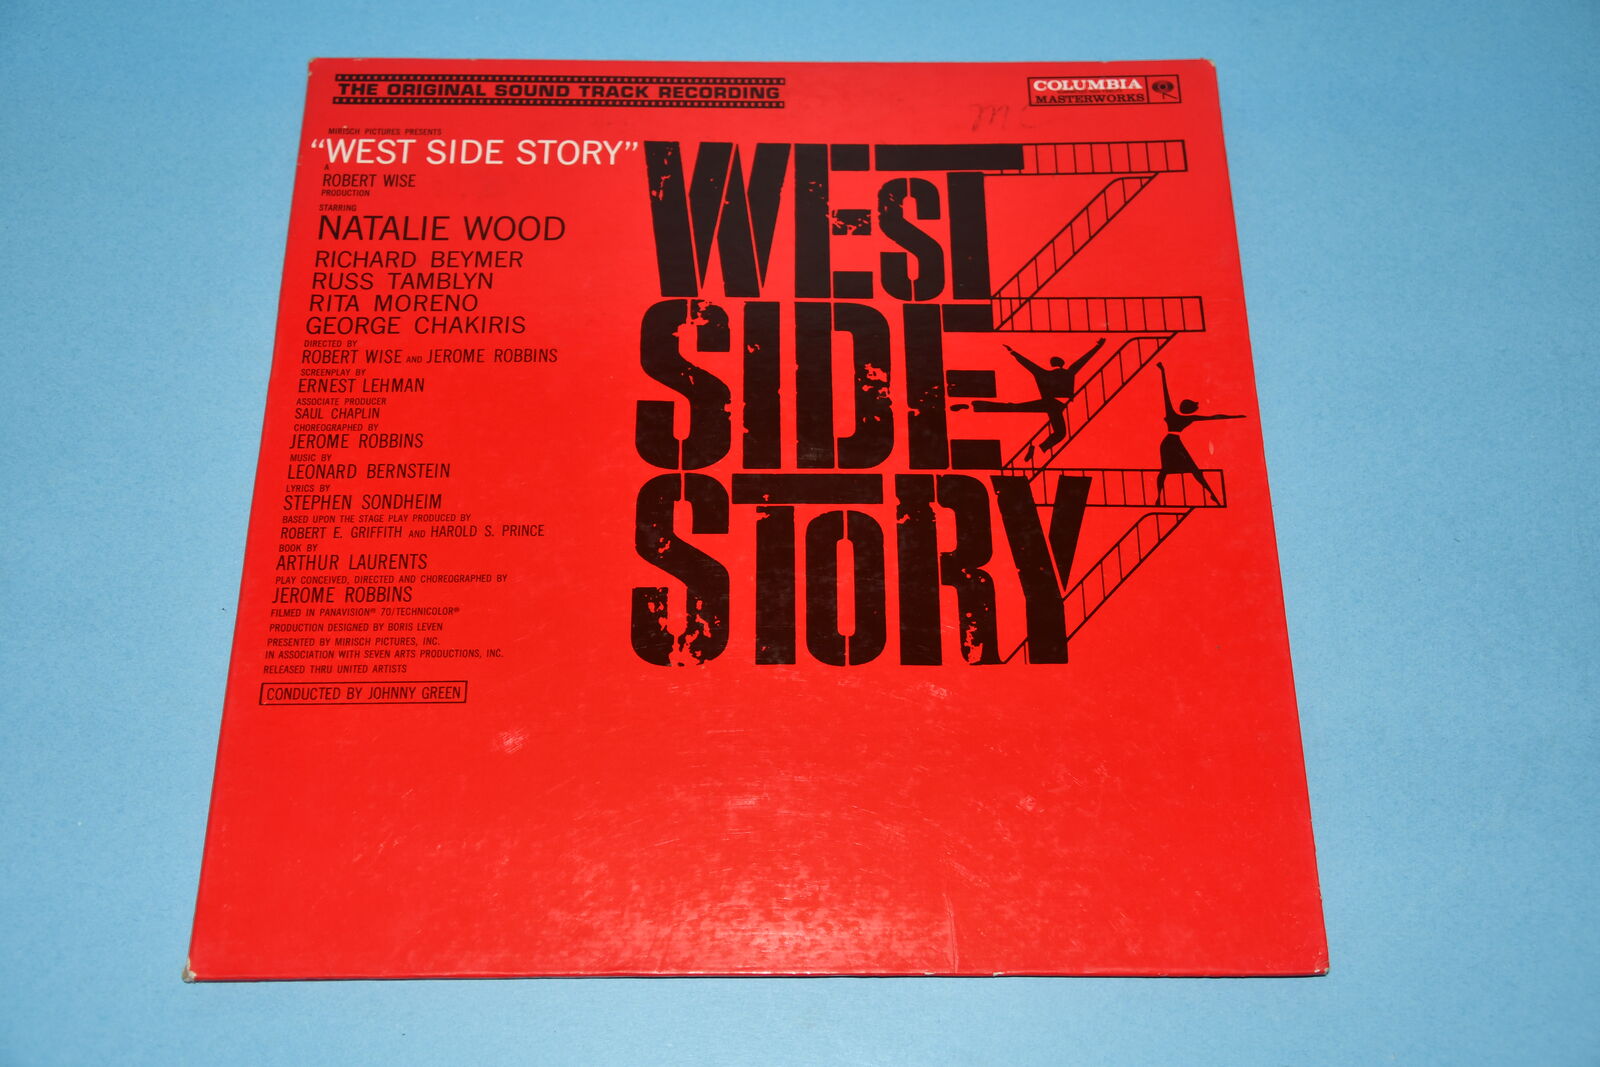 THE ORIGINAL SOUND TRACK RECORDING
COLUMBIA
MASTERWORKS
MIRISCH PICTURES PRESENTS
"WEST SIDE STORY"
A
ROBERT WISE
PRODUCTION
STARRING
NATALIE WOOD
RICHARD BEYMER
RUSS TAMBLYN
RITA MORENO
GEORGE CHAKIRIS
DIRECTED BY
ROBERT WISE AND JEROME ROBBINS
SCREENPLAY BY
ERNEST LEHMAN
ASSOCIATE PRODUCER
SAUL CHAPLIN
CHOREOGRAPHED BY
JEROME ROBBINS
MUSIC BY
LEONARD BERNSTEIN
LYRICS BY
STEPHEN SONDHEIM
BASED UPON THE STAGE PLAY PRODUCED BY
ROBERT E. GRIFFITH AND HAROLD S. PRINCE
BOOK BY
ARTHUR LAURENTS
PLAY CONCEIVED, DIRECTED AND CHOREOGRAPHED BY
JEROME ROBBINS
FILMED IN PANAVISION® 70/TECHNICOLOR®
PRODUCTION DESIGNED BY BORIS LEVEN
PRESENTED BY MIRISCH PICTURES, INC.
IN ASSOCIATION WITH SEVEN ARTS PRODUCTIONS, INC.
RELEASED THRU UNITED ARTISTS
CONDUCTED BY JOHNNY GREEN
WEST
SIDE
STORY